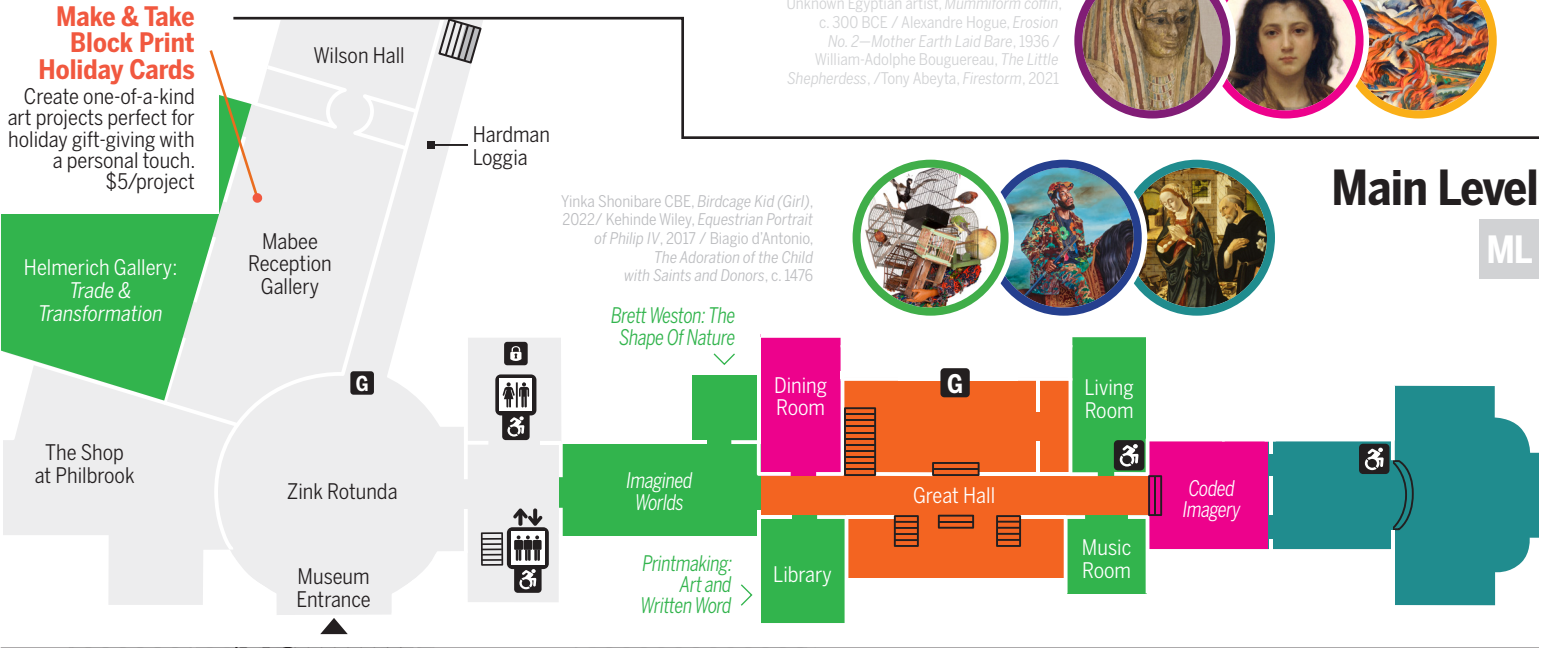 Make & Take
Block Print
Holiday Cards
Create one-of-a-kind
art projects perfect for
holiday gift-giving with
a personal touch.
$5/project
Wilson Hall
Hardman
Loggia
Unknown Egyptian artist, Mummiform coffin,
c. 300 BCE / Alexandre Hogue, Erosion
No. 2—Mother Earth Laid Bare, 1936 /
William-Adolphe Bouguereau, The Little
Shepherdess, /Tony Abeyta, Firestorm, 2021
Main Level
ML
Yinka Shonibare CBE, Birdcage Kid (Girl),
2022/ Kehinde Wiley, Equestrian Portrait
of Philip IV, 2017 / Biagio d'Antonio,
The Adoration of the Child
with Saints and Donors, c. 1476
Mabee
Reception
Gallery
Helmerich Gallery:
Trade &
Transformation
Brett Weston: The
Shape Of Nature
G
Dining
Room
G
Living
Room
The Shop
at Philbrook
Zink Rotunda
Imagined
Worlds
Great Hall
Coded
Imagery
Museum
Entrance
Printmaking:
Art and
Written Word
Library
Music
Room